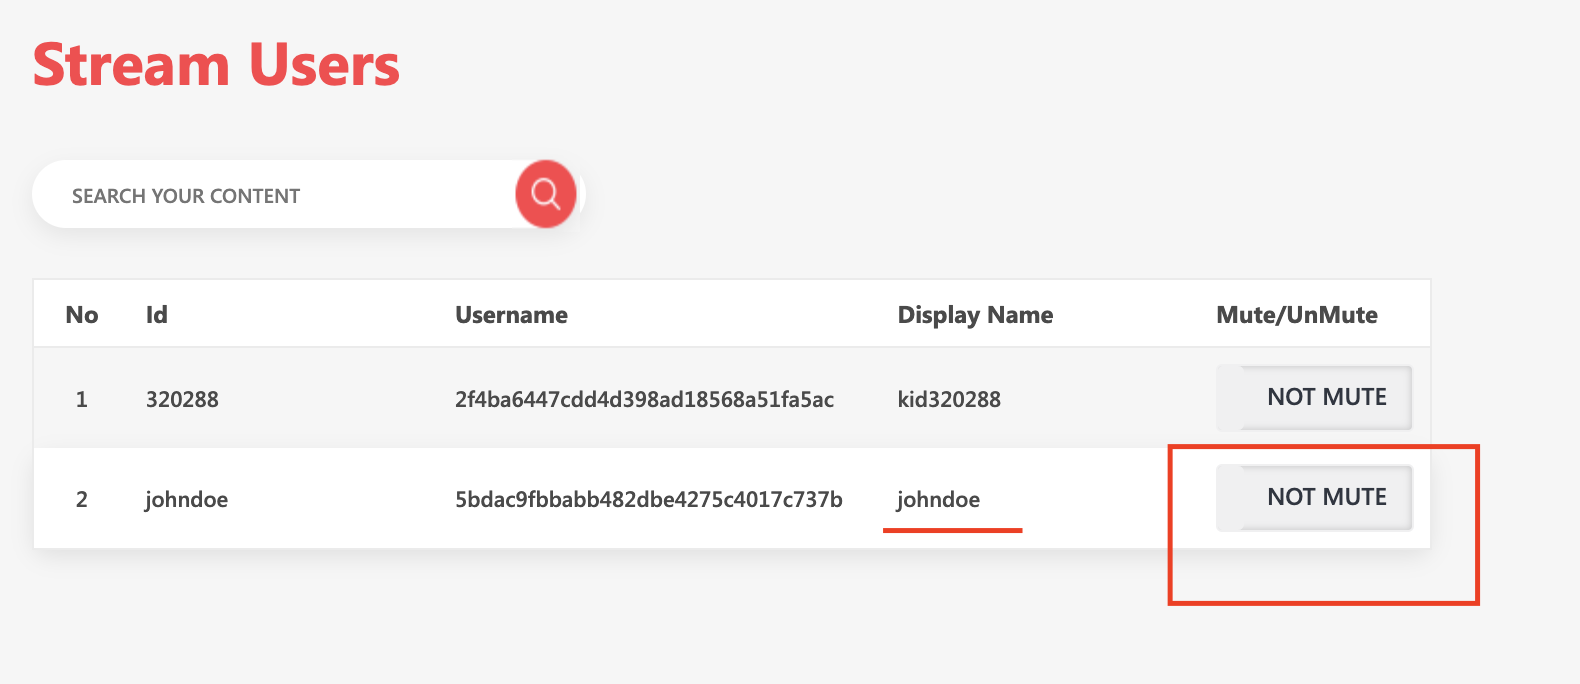 Stream Users
SEARCH YOUR CONTENT
No Id Username Display Name Mute/UnMute
1 320288 2f4ba6447cdd4d398ad18568a51fa5ac kid320288 NOT MUTE
2 johndoe 5bdac9fbbabb482dbe4275c4017c737b johndoe NOT MUTE